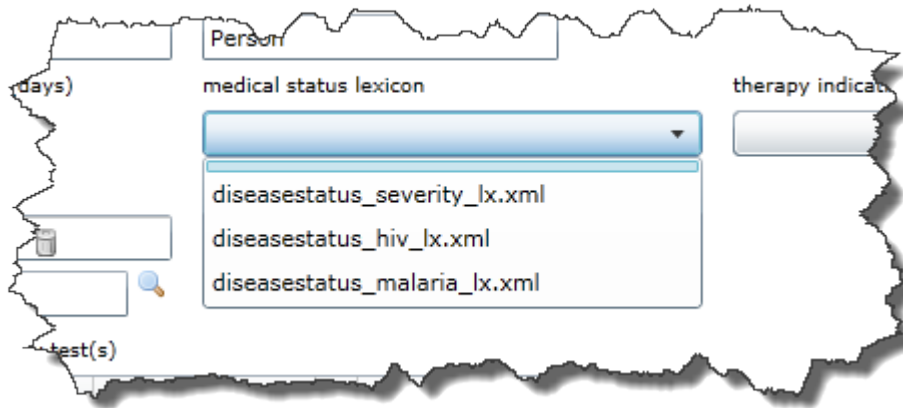 Person
days)
medical status lexicon
therapy indicat
diseasestatus_severity_lx.xml
diseasestatus_hiv_lx.xml
diseasestatus_malaria_lx.xml
test(s)